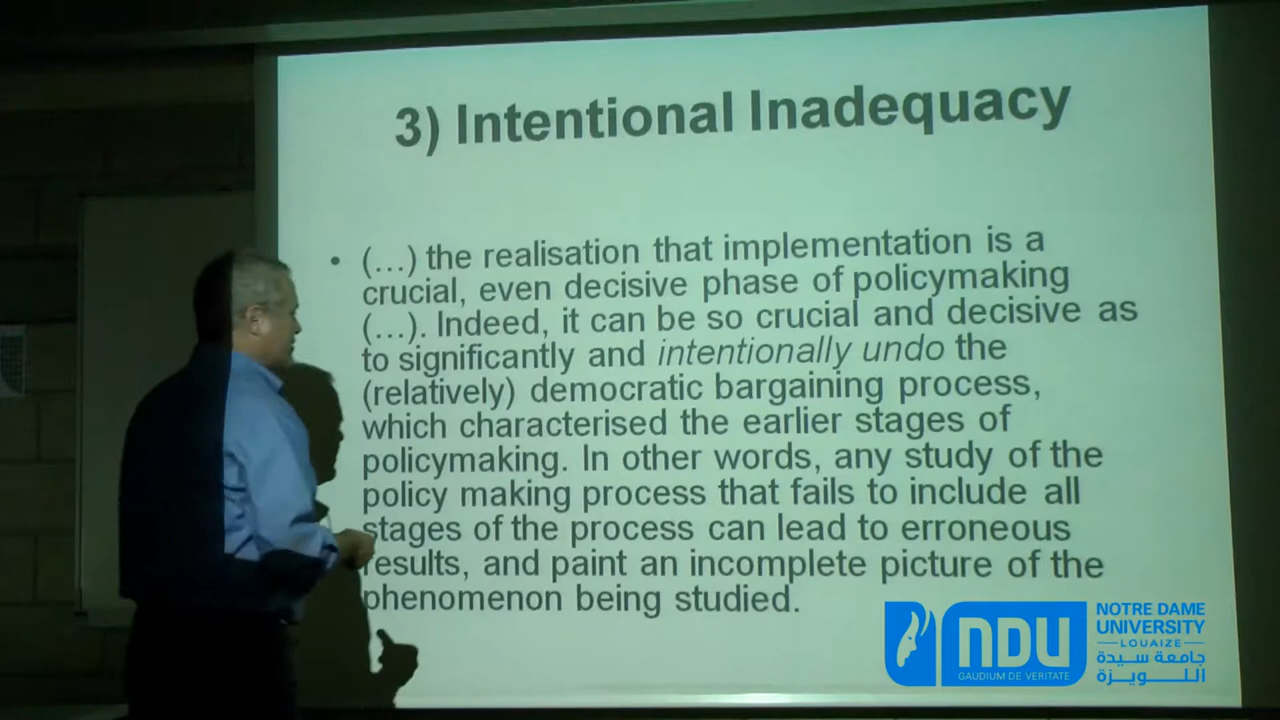 3) Intentional Inadequacy
• (…) the realisation that implementation is a
crucial, even decisive phase of policymaking
(…). Indeed, it can be so crucial and decisive as
to significantly and intentionally undo the
(relatively) democratic bargaining process,
which characterised the earlier stages of
policymaking. In other words, any study of the
policy making process that fails to include all
stages of the process can lead to erroneous
results, and paint an incomplete picture of the
phenomenon being studied.
NDU
GAUDIUM DE VERITATE
NOTRE DAME
UNIVERSITY
LOUAIZE
جامعة سيدة
اللويزة